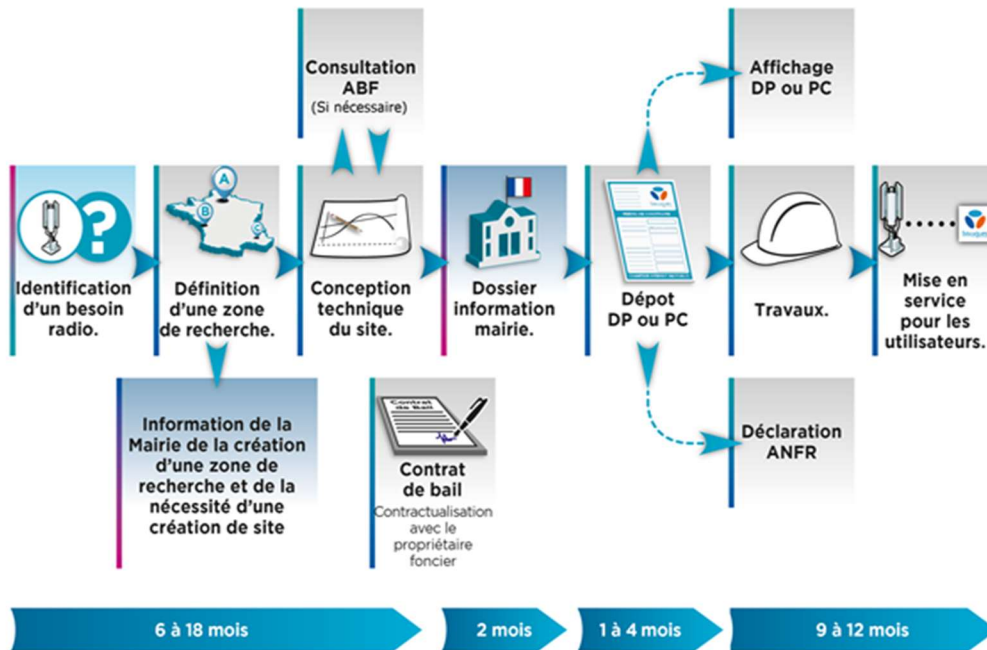 Consultation
ABF
(Si nécessaire)
Affichage
DP ou PC
A
B
C
?
Identification
d'un besoin
radio.
Définition
d'une zone
de recherche.
Conception
technique
du site.
Dossier
information
mairie.
Dépot
DP ou PC
Travaux.
Mise en
service
pour les
utilisateurs.
Information de la
Mairie de la création
d'une zone de
recherche et de la
nécessité d'une
création de site
Contrat
de Bail
Contrat
de bail
Contractualisation
avec le
propriétaire
foncier
Déclaration
ANFR
6 à 18 mois
2 mois
1 à 4 mois
9 à 12 mois